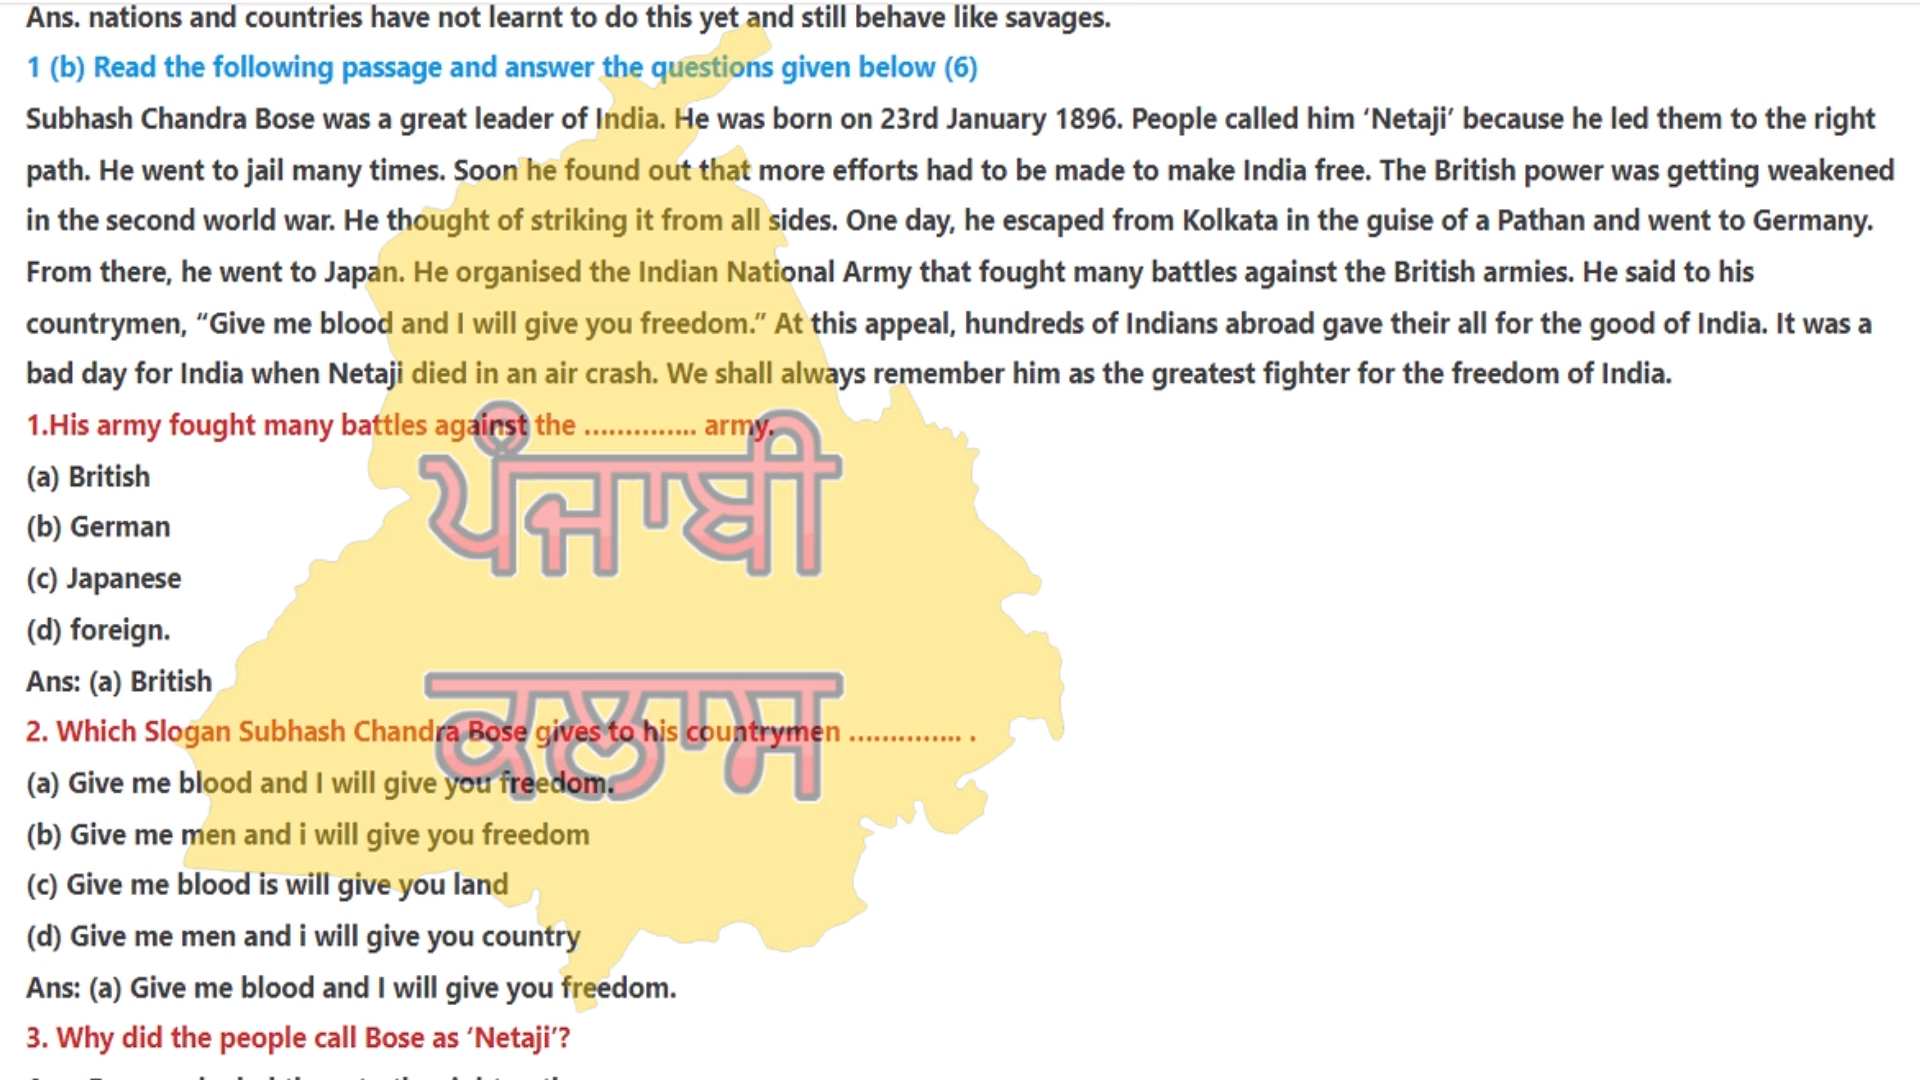 Ans. nations and countries have not learnt to do this yet and still behave like savages.
1 (b) Read the following passage and answer the questions given below (6)
Subhash Chandra Bose was a great leader of India. He was born on 23rd January 1896. People called him ‘Netaji’ because he led them to the right
path. He went to jail many times. Soon he found out that more efforts had to be made to make India free. The British power was getting weakened
in the second world war. He thought of striking it from all sides. One day, he escaped from Kolkata in the guise of a Pathan and went to Germany.
From there, he went to Japan. He organised the Indian National Army that fought many battles against the British armies. He said to his
countrymen, “Give me blood and I will give you freedom.” At this appeal, hundreds of Indians abroad gave their all for the good of India. It was a
bad day for India when Netaji died in an air crash. We shall always remember him as the greatest fighter for the freedom of India.
1.His army fought many battles against the ………….. army.
(a) British
(b) German
(c) Japanese
(d) foreign.
Ans: (a) British
2. Which Slogan Subhash Chandra Bose gives to his countrymen ………….. .
(a) Give me blood and I will give you freedom.
(b) Give me men and i will give you freedom
(c) Give me blood is will give you land
(d) Give me men and i will give you country
Ans: (a) Give me blood and I will give you freedom.
3. Why did the people call Bose as ‘Netaji’?
ਪੰਜਾਬੀ
ਕਲਾਸ